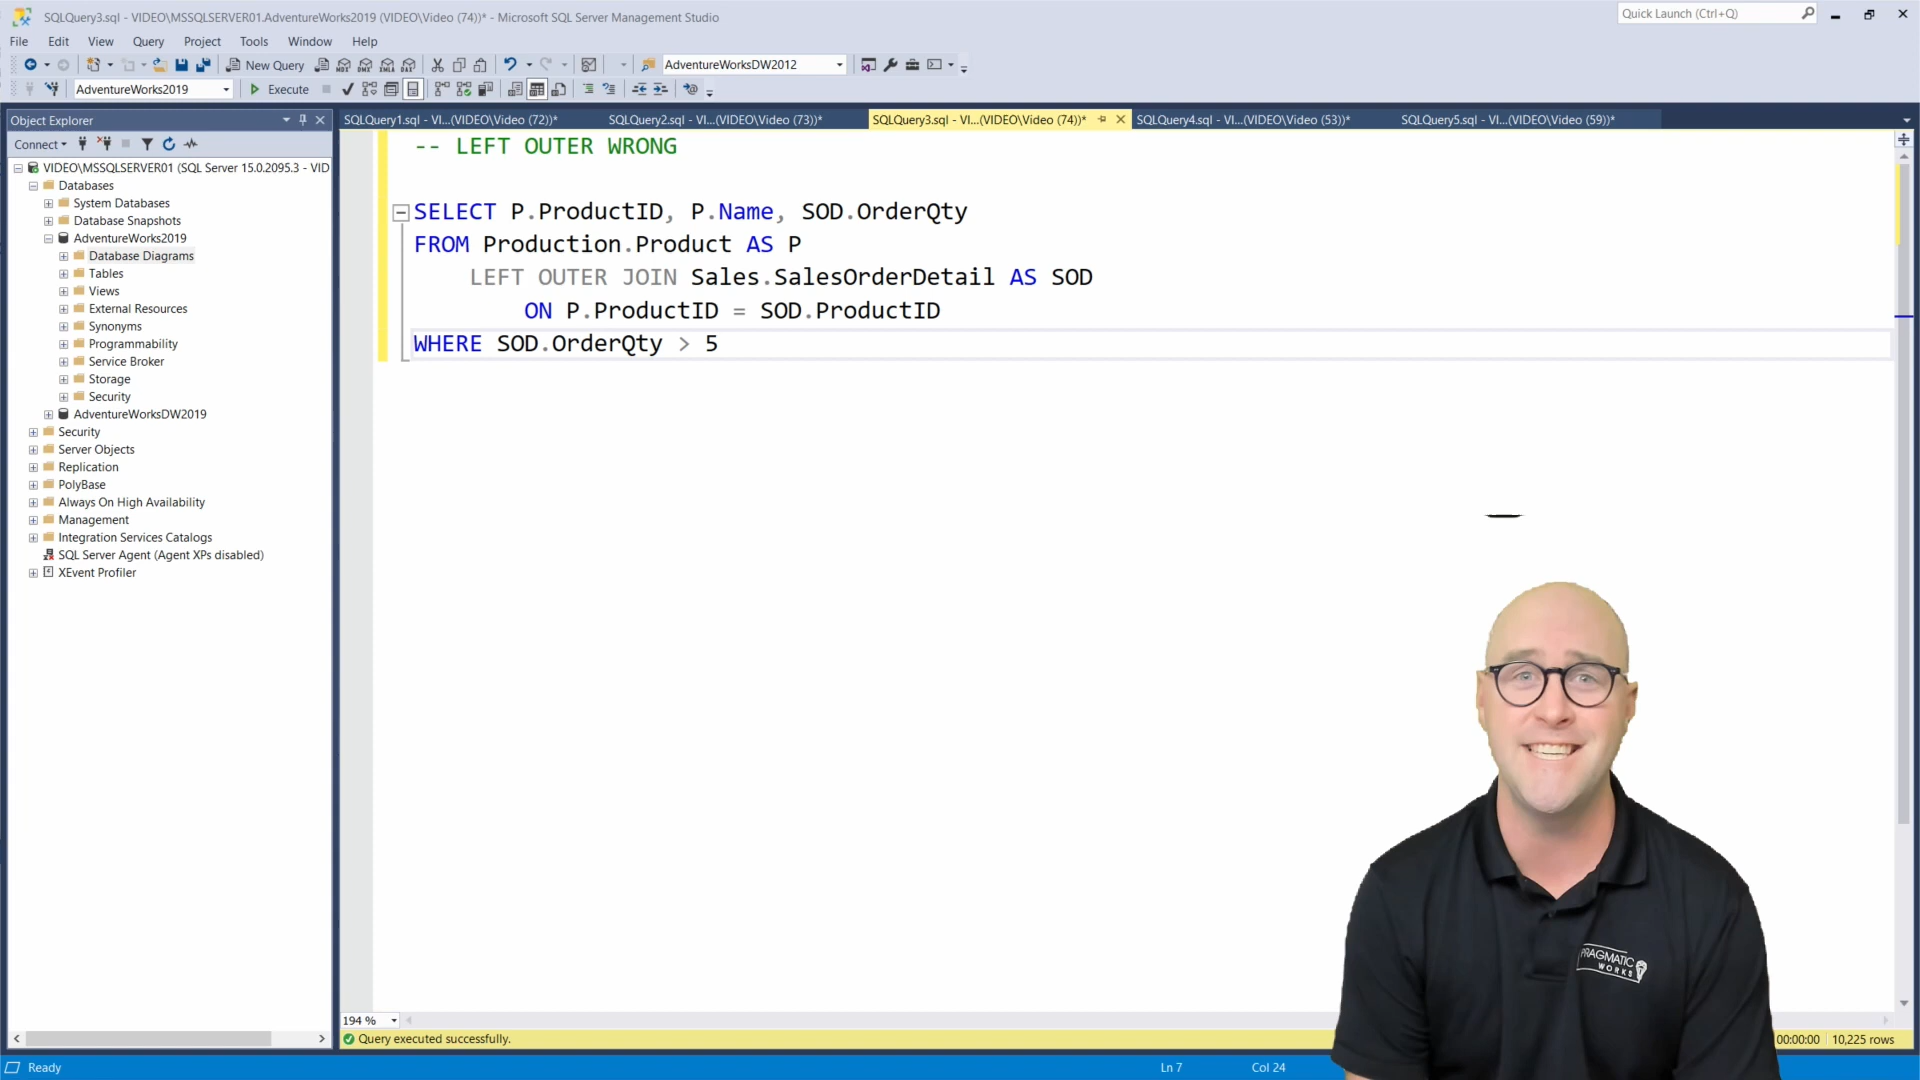 SQLQuery3.sql - VIDEO\MSSQLSERVER01.AdventureWorks2019 (VIDEO\Video (74))* - Microsoft SQL Server Management Studio
Quick Launch (Ctrl+Q)
File Edit View Query Project Tools Window Help
New Query
AdventureWorksDW2012
AdventureWorks2019
Execute
Object Explorer
SQLQuery1.sql - VI...(VIDEO\Video (72))*
SQLQuery2.sql - VI...(VIDEO\Video (73))*
SQLQuery3.sql - VI...(VIDEO\Video (74))*
SQLQuery4.sql - VI...(VIDEO\Video (53))*
SQLQuery5.sql - VI...(VIDEO\Video (59))*
Connect
VIDEO\MSSQLSERVER01 (SQL Server 15.0.2095.3 - VID
Databases
System Databases
Database Snapshots
AdventureWorks2019
Database Diagrams
Tables
Views
External Resources
Synonyms
Programmability
Service Broker
Storage
Security
AdventureWorksDW2019
Security
Server Objects
Replication
PolyBase
Always On High Availability
Management
Integration Services Catalogs
SQL Server Agent (Agent XPs disabled)
XEvent Profiler
-- LEFT OUTER WRONG
SELECT P.ProductID, P.Name, SOD.OrderQty
FROM Production.Product AS P
LEFT OUTER JOIN Sales.SalesOrderDetail AS SOD
ON P.ProductID = SOD.ProductID
WHERE SOD.OrderQty > 5
PRAGMATIC
WORKS
194 %
Query executed successfully.
00:00:00
10,225 rows
Ready
Ln 7
Col 24